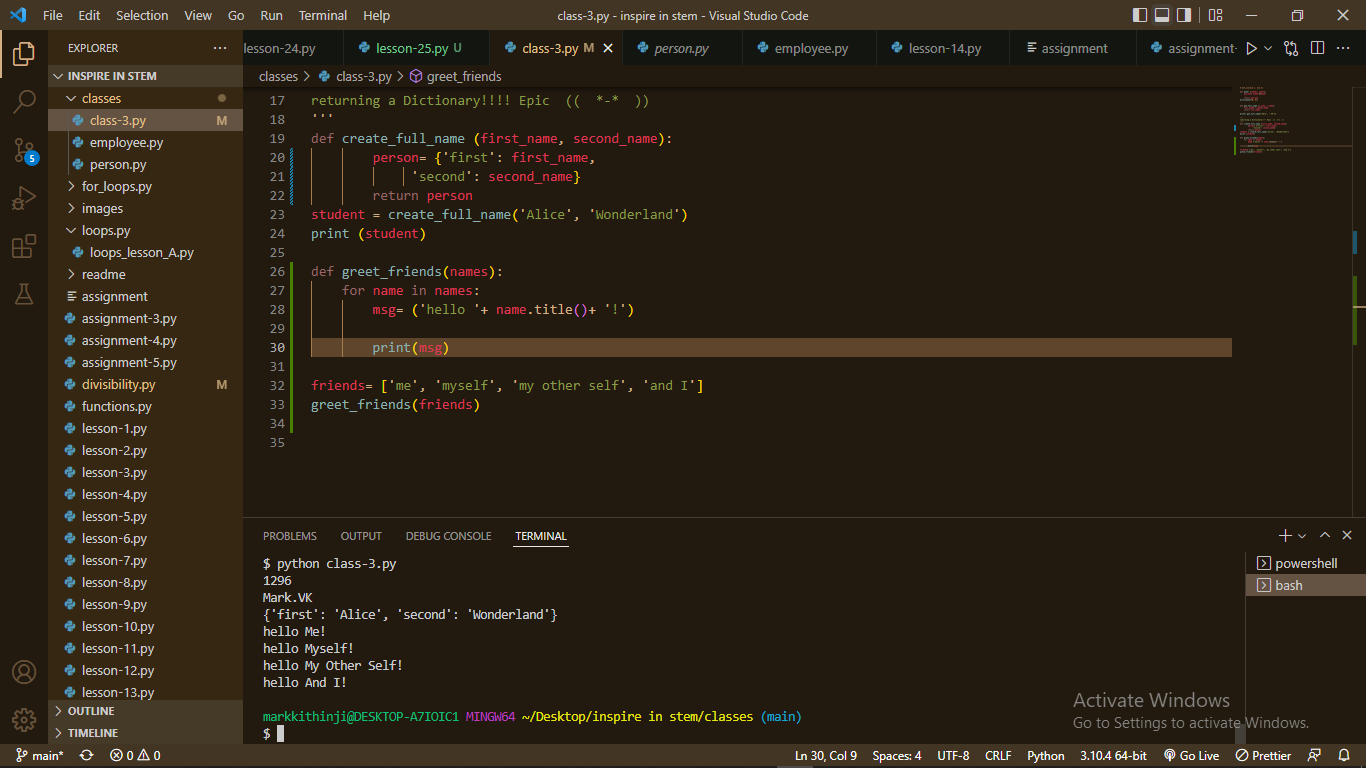 File Edit Selection View Go Run Terminal Help class-3.py - inspire in stem - Visual Studio Code
EXPLORER
lesson-24.py lesson-25.py U class-3.py M person.py employee.py lesson-14.py assignment assignment-
INSPIRE IN STEM
classes
class-3.py M
employee.py
person.py
for_loops.py
images
loops.py
loops_lesson_A.py
readme
assignment
assignment-3.py
assignment-4.py
assignment-5.py
divisibility.py M
functions.py
lesson-1.py
lesson-2.py
lesson-3.py
lesson-4.py
lesson-5.py
lesson-6.py
lesson-7.py
lesson-8.py
lesson-9.py
lesson-10.py
lesson-11.py
lesson-12.py
lesson-13.py
OUTLINE
TIMELINE
5
classes > class-3.py > greet_friends
17 returning a Dictionary!!!! Epic (( *-* ))
18 '''
19 def create_full_name (first_name, second_name):
20 person= {'first': first_name,
21 'second': second_name}
22 return person
23 student = create_full_name('Alice', 'Wonderland')
24 print (student)
25
26 def greet_friends(names):
27 for name in names:
28 msg= ('hello '+ name.title()+ '!')
29
30 print(msg)
31
32 friends= ['me', 'myself', 'my other self', 'and I']
33 greet_friends(friends)
34
35
PROBLEMS OUTPUT DEBUG CONSOLE TERMINAL
$ python class-3.py
1296
Mark.VK
{'first': 'Alice', 'second': 'Wonderland'}
hello Me!
hello Myself!
hello My Other Self!
hello And I!
markkithinji@DESKTOP-A7IOIC1 MINGW64 ~/Desktop/inspire in stem/classes (main)
$
powershell
bash
Activate Windows
Go to Settings to activate Windows.
main* 0 0 Ln 30, Col 9 Spaces: 4 UTF-8 CRLF Python 3.10.4 64-bit Go Live Prettier